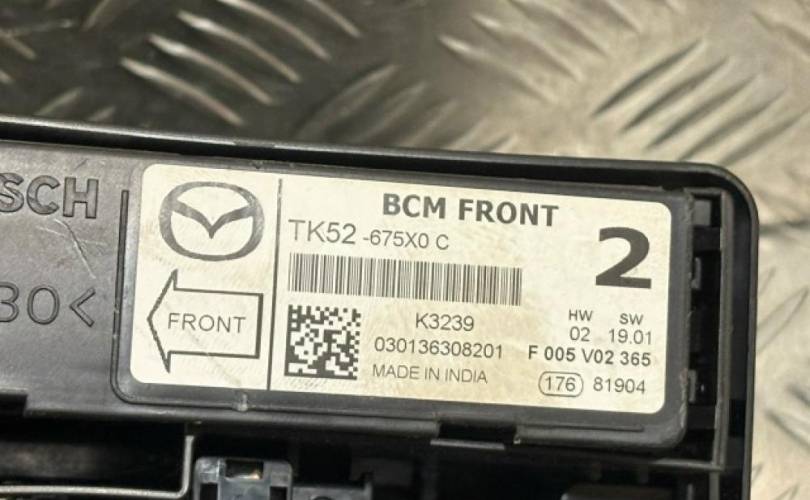 SCH
30<
FRONT
BCM FRONT
TK52 -675X0 C
2
K3239
030136308201
MADE IN INDIA
HW SW
02 19.01
F 005 V02 365
176 81904